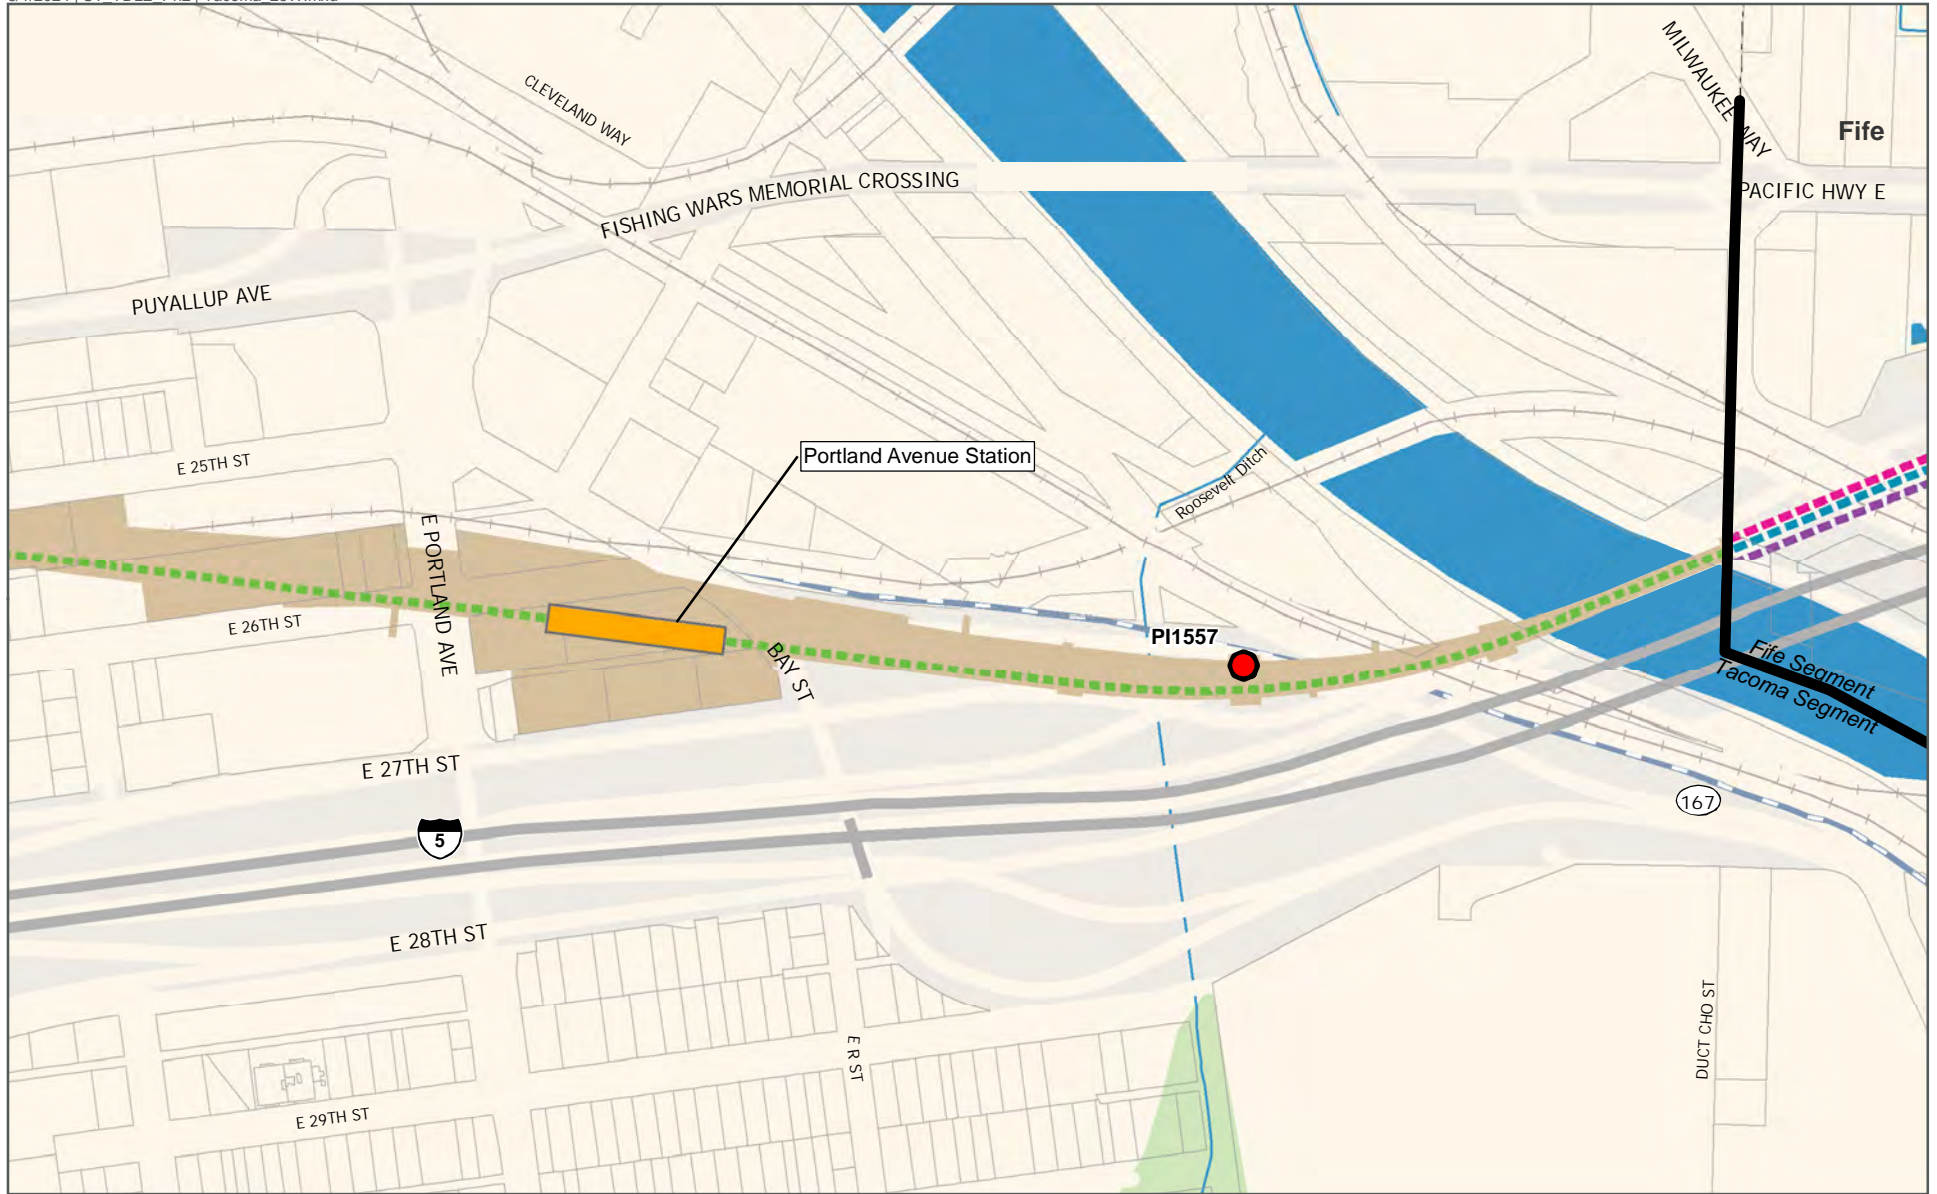 MILWAUKEE WAY
Fife
CLEVELAND WAY
FISHING WARS MEMORIAL CROSSING
PACIFIC HWY E
PUYALLUP AVE
E 25TH ST
Portland Avenue Station
Roosevelt Ditch
E PORTLAND AVE
E 26TH ST
BAY ST
PI1557
Fife Segment
Tacoma Segment
E 27TH ST
5
167
E 28TH ST
E R ST
DUCT CHO ST
E 29TH ST